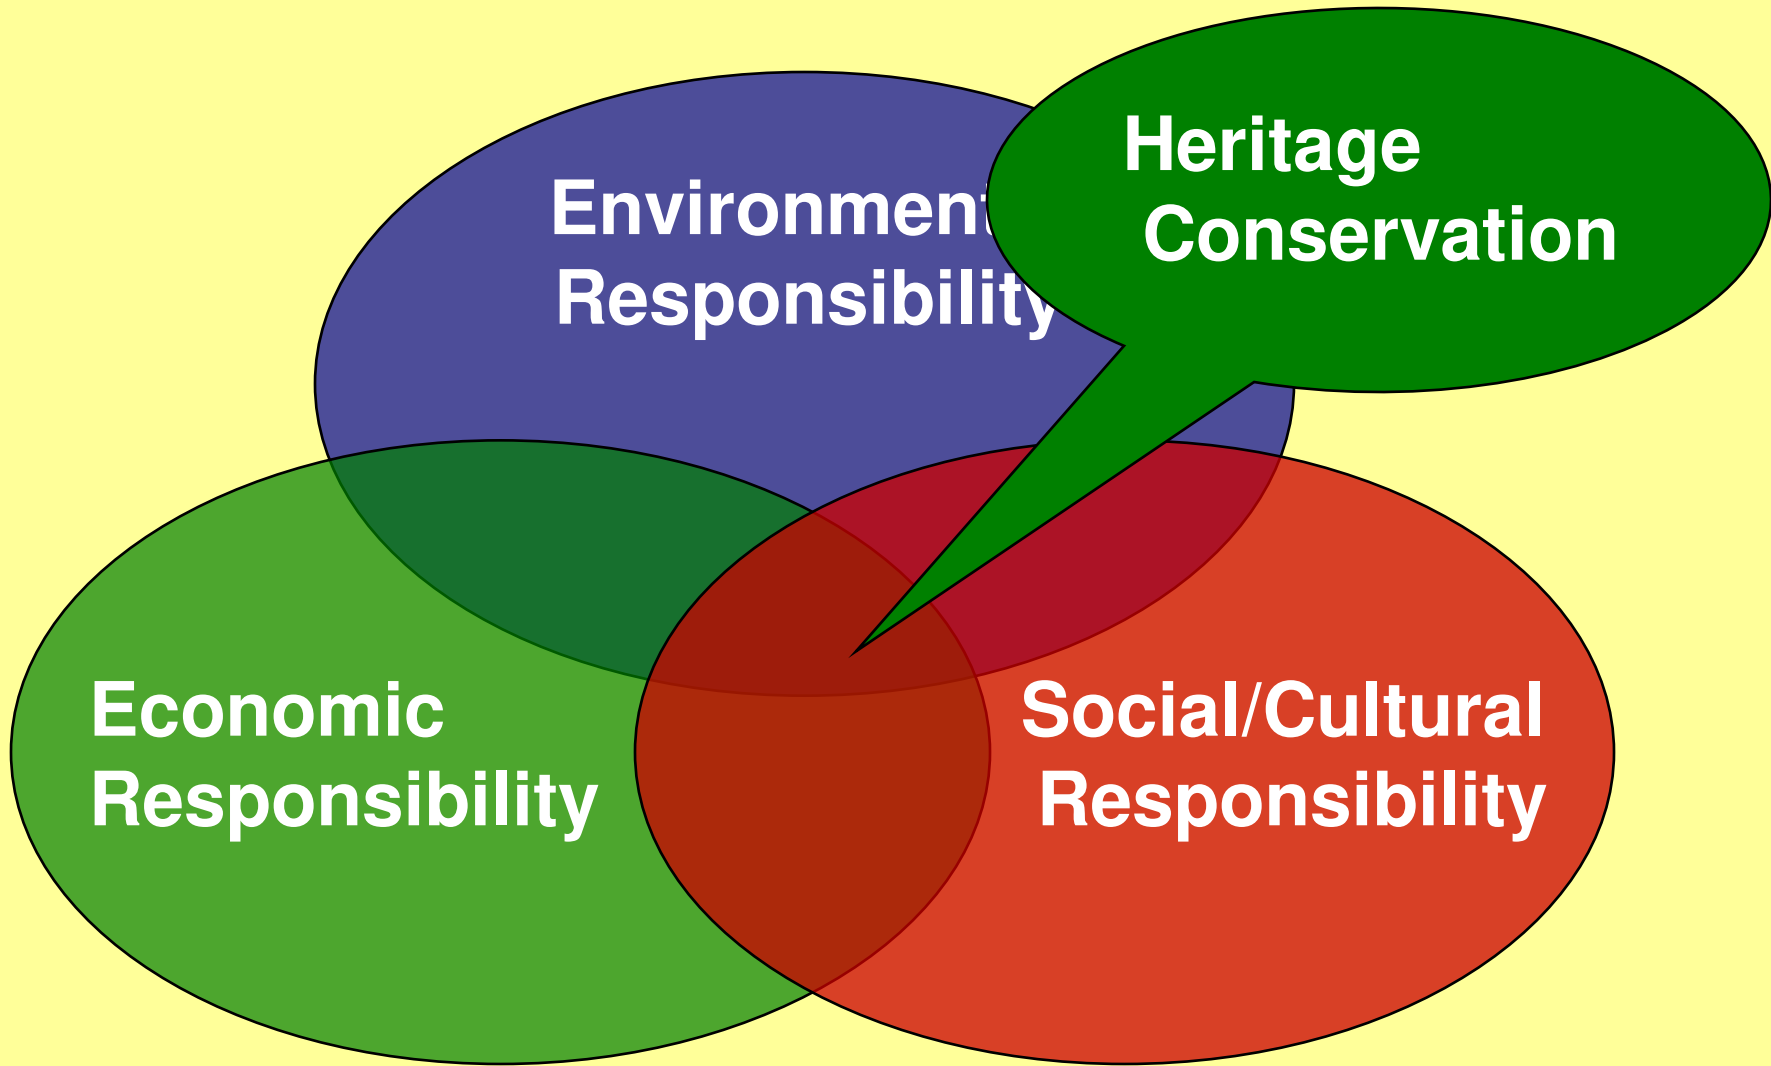 Heritage
Conservation
Environment
Responsibility
Economic
Responsibility
Social/Cultural
Responsibility